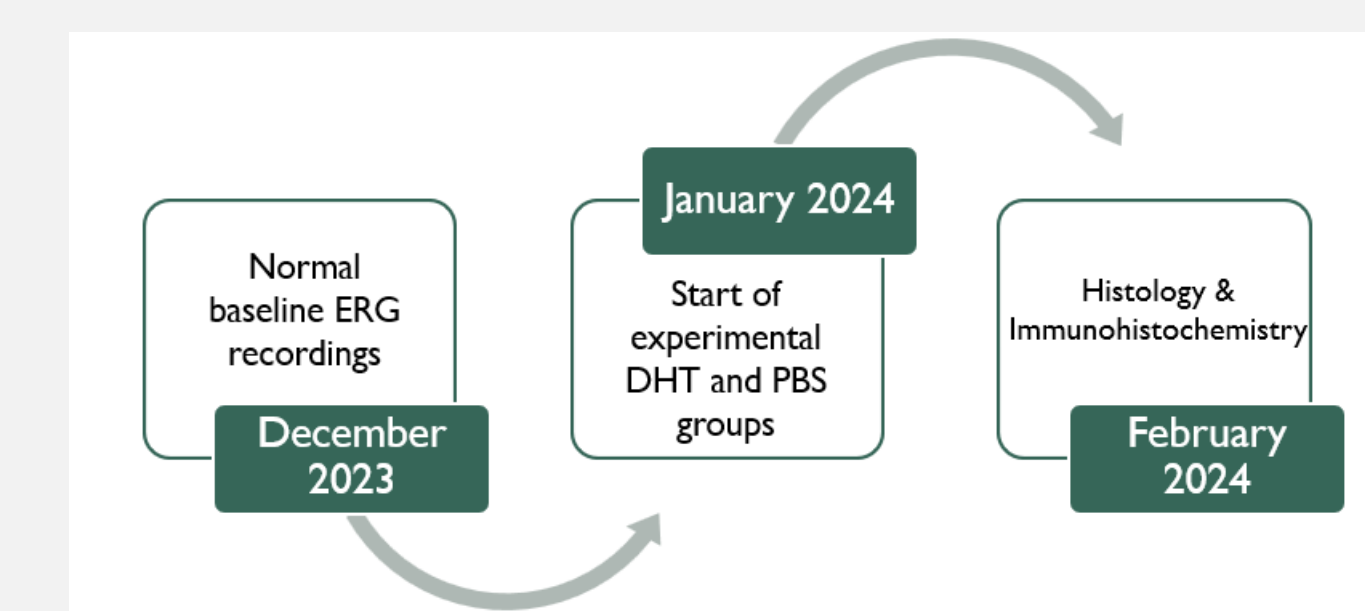 Normal
baseline ERG
recordings
December
2023
January 2024
Start of
experimental
DHT and PBS
groups
Histology &
Immunohistochemistry
February
2024